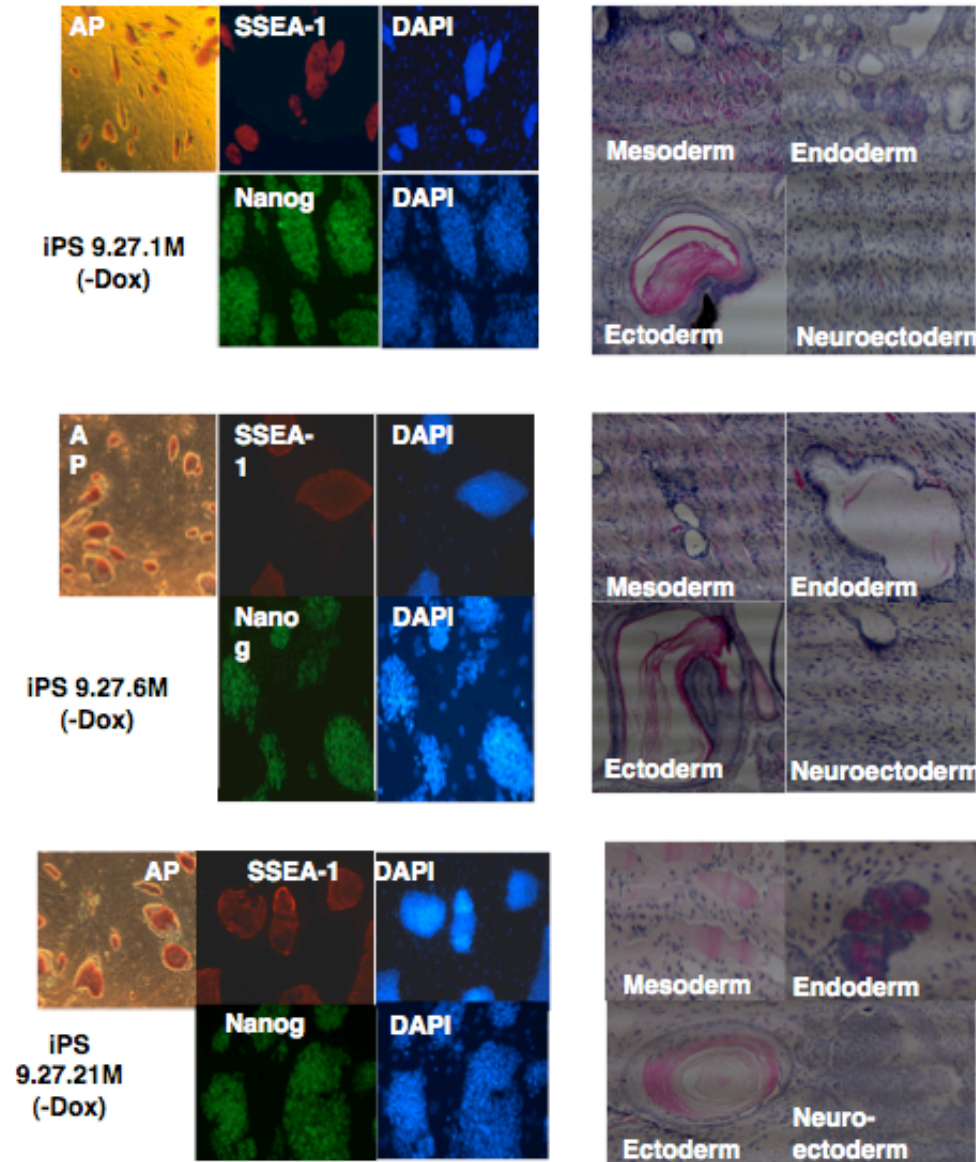 AP
SSEA-1
DAPI
Nanog
DAPI
iPS 9.27.1M
(-Dox)
Mesoderm
Endoderm
Ectoderm
Neuroectoderm
A
P
SSEA-
1
DAPI
Nano
g
DAPI
iPS 9.27.6M
(-Dox)
Mesoderm
Endoderm
Ectoderm
Neuroectoderm
AP
SSEA-1
DAPI
Nanog
DAPI
iPS
9.27.21M
(-Dox)
Mesoderm
Endoderm
Ectoderm
Neuro-
ectoderm